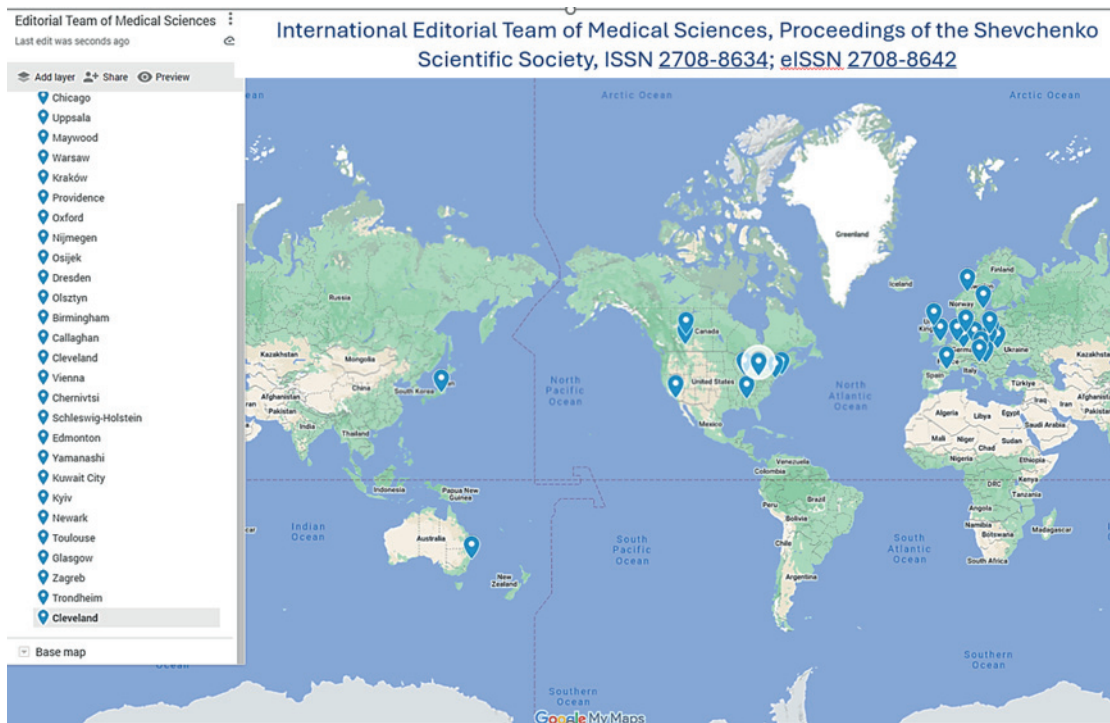 Editorial Team of Medical Sciences
Last edit was seconds ago
Add layer Share Preview
Chicago
Uppsala
Maywood
Warsaw
Kraków
Providence
Oxford
Nijmegen
Osijek
Dresden
Olsztyn
Birmingham
Callaghan
Cleveland
Vienna
Chernivtsi
Schleswig-Holstein
Edmonton
Yamanashi
Kuwait City
Kyiv
Newark
Toulouse
Glasgow
Zagreb
Trondheim
Cleveland
Base map
International Editorial Team of Medical Sciences, Proceedings of the Shevchenko
Scientific Society, ISSN 2708-8634; eISSN 2708-8642
Arctic Ocean
Arctic Ocean
Greenland
Iceland
Finland
Norway
Russia
Canada
Ukraine
Kazakhstan
Mongolia
China
South Korea
Afghanistan
Pakistan
India
Thailand
North
Pacific
Ocean
United States
Mexico
North
Atlantic
Ocean
Spain
Italy
Türkiye
Iraq
Iran
Algeria
Libya
Egypt
Saudi Arabia
Mali
Niger
Chad
Sudan
Nigeria
Ethiopia
DRC
Kenya
Tanzania
Angola
Namibia
Botswana
Madagascar
South Africa
Venezuela
Colombia
Peru
Brazil
Bolivia
Chile
Argentina
Indonesia
Papua New
Guinea
Indian
Ocean
Australia
New
Zealand
South
Pacific
Ocean
South
Atlantic
Ocean
Southern
Ocean
Southern
Ocean
Ocean
Google My Maps